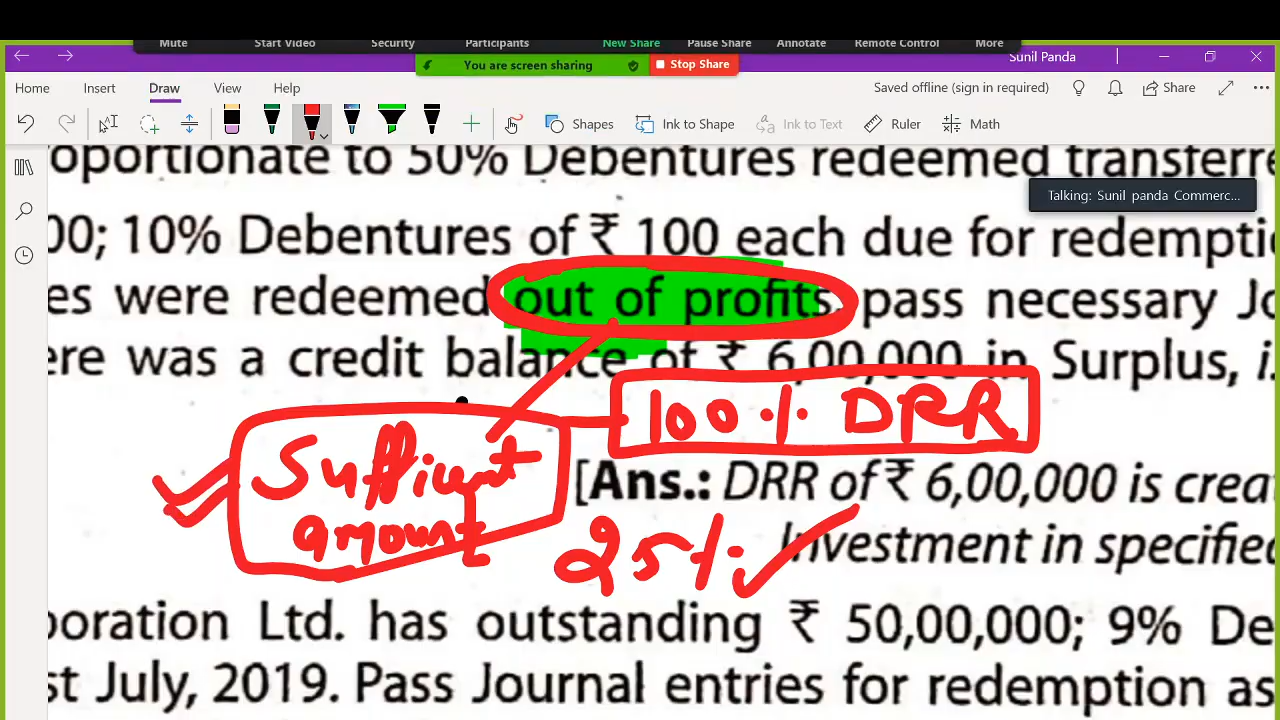 Mute Start Video Security Participants New Share Pause Share Annotate Remote Control More
You are screen sharing Stop Share
Sunil Panda
Home Insert Draw View Help Saved offline (sign in required) Share
Shapes Ink to Shape Ink to Text Ruler Math
Talking: Sunil panda Commerc...
oportionate to 50% Debentures redeemed transferre
00; 10% Debentures of ₹ 100 each due for redempti
es were redeemed out of profits, pass necessary Jo
ere was a credit balance of ₹ 6,00,000 in Surplus, i.
100% DRR
Sufficent
amount
[Ans.: DRR of ₹ 6,00,000 is crea
25%
Investment in specified
poration Ltd. has outstanding ₹ 50,00,000; 9% De
st July, 2019. Pass Journal entries for redemption as